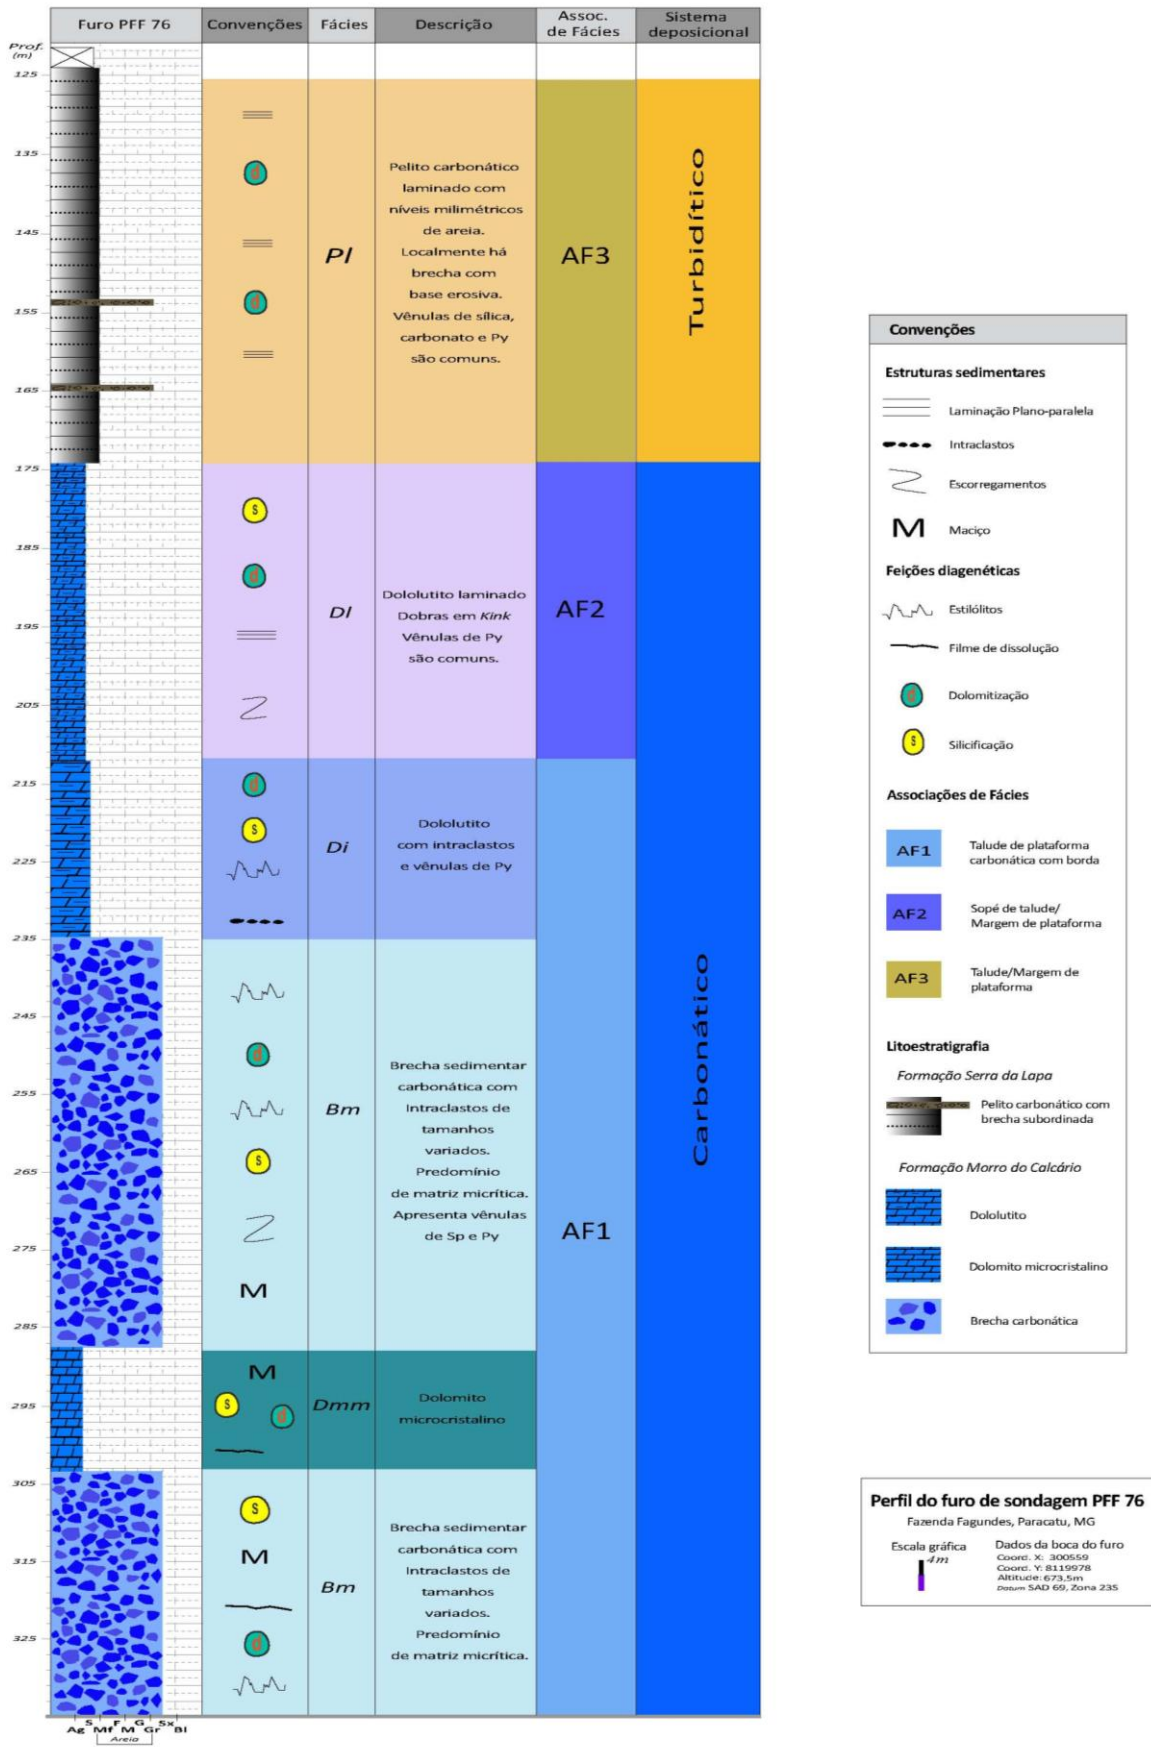 Furo PFF 76
Convenções
Fácies
Descrição
Assoc.
de Fácies
Sistema
deposicional
Prof.
(m)
125
135
145
155
165
175
185
195
205
215
225
235
245
255
265
275
285
295
305
315
325
d
d
Pl
Pelito carbonático
laminado com
níveis milimétricos
de areia.
Localmente há
brecha com
base erosiva.
Vênulas de sílica,
carbonato e Py
são comuns.
AF3
Turbidítico
S
d
Dl
Dololutito laminado
Dobras em Kink
Vênulas de Py
são comuns.
AF2
d
S
Di
Dololutito
com intraclastos
e vênulas de Py
d
S
M
Bm
Brecha sedimentar
carbonática com
Intraclastos de
tamanhos
variados.
Predomínio
de matriz micrítica.
Apresenta vênulas
de Sp e Py
AF1
Carbonático
M
S
d
Dmm
Dolomito
microcristalino
S
M
d
Bm
Brecha sedimentar
carbonática com
Intraclastos de
tamanhos
variados.
Predomínio
de matriz micrítica.
S F G Sx
Ag Mf M Gr Bl
Areia
Convenções
Estruturas sedimentares
Laminação Plano-paralela
Intraclastos
Escorregamentos
M Maciço
Feições diagenéticas
Estilólitos
Filme de dissolução
d Dolomitização
S Silicificação
Associações de Fácies
AF1
Talude de plataforma
carbonática com borda
AF2
Sopé de talude/
Margem de plataforma
AF3
Talude/Margem de
plataforma
Litoestratigrafia
Formação Serra da Lapa
Pelito carbonático com
brecha subordinada
Formação Morro do Calcário
Dololutito
Dolomito microcristalino
Brecha carbonática
Perfil do furo de sondagem PFF 76
Fazenda Fagundes, Paracatu, MG
Escala gráfica
4m
Dados da boca do furo
Coord. X: 300559
Coord. Y: 8119978
Altitude: 673,5m
Datum SAD 69, Zona 23S